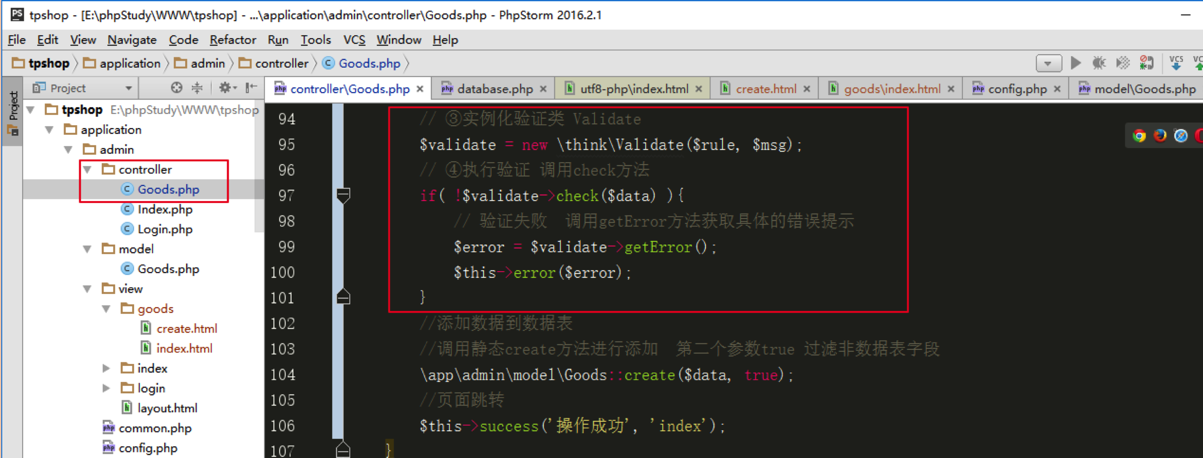 PS tpshop - [E:\phpStudy\WWW\tpshop] - ...\application\admin\controller\Goods.php - PhpStorm 2016.2.1
File Edit View Navigate Code Refactor Run Tools VCS Window Help
tpshop application admin controller Goods.php VCS
Project controller\Goods.php database.php utf8-php\index.html create.html goods\index.html config.php model\Goods.php
Project
tpshop E:\phpStudy\WWW\tpshop
application
admin
controller
Goods.php
Index.php
Login.php
model
Goods.php
view
goods
create.html
index.html
index
login
layout.html
common.php
config.php
94 // ③实例化验证类 Validate
95 $validate = new \think\Validate($rule, $msg);
96 // ④执行验证 调用check方法
97 if( !$validate->check($data) ){
98 // 验证失败 调用getError方法获取具体的错误提示
99 $error = $validate->getError();
100 $this->error($error);
101 }
102 //添加数据到数据表
103 //调用静态create方法进行添加 第二个参数true 过滤非数据表字段
104 \app\admin\model\Goods::create($data, true);
105 //页面跳转
106 $this->success('操作成功', 'index');
107 }